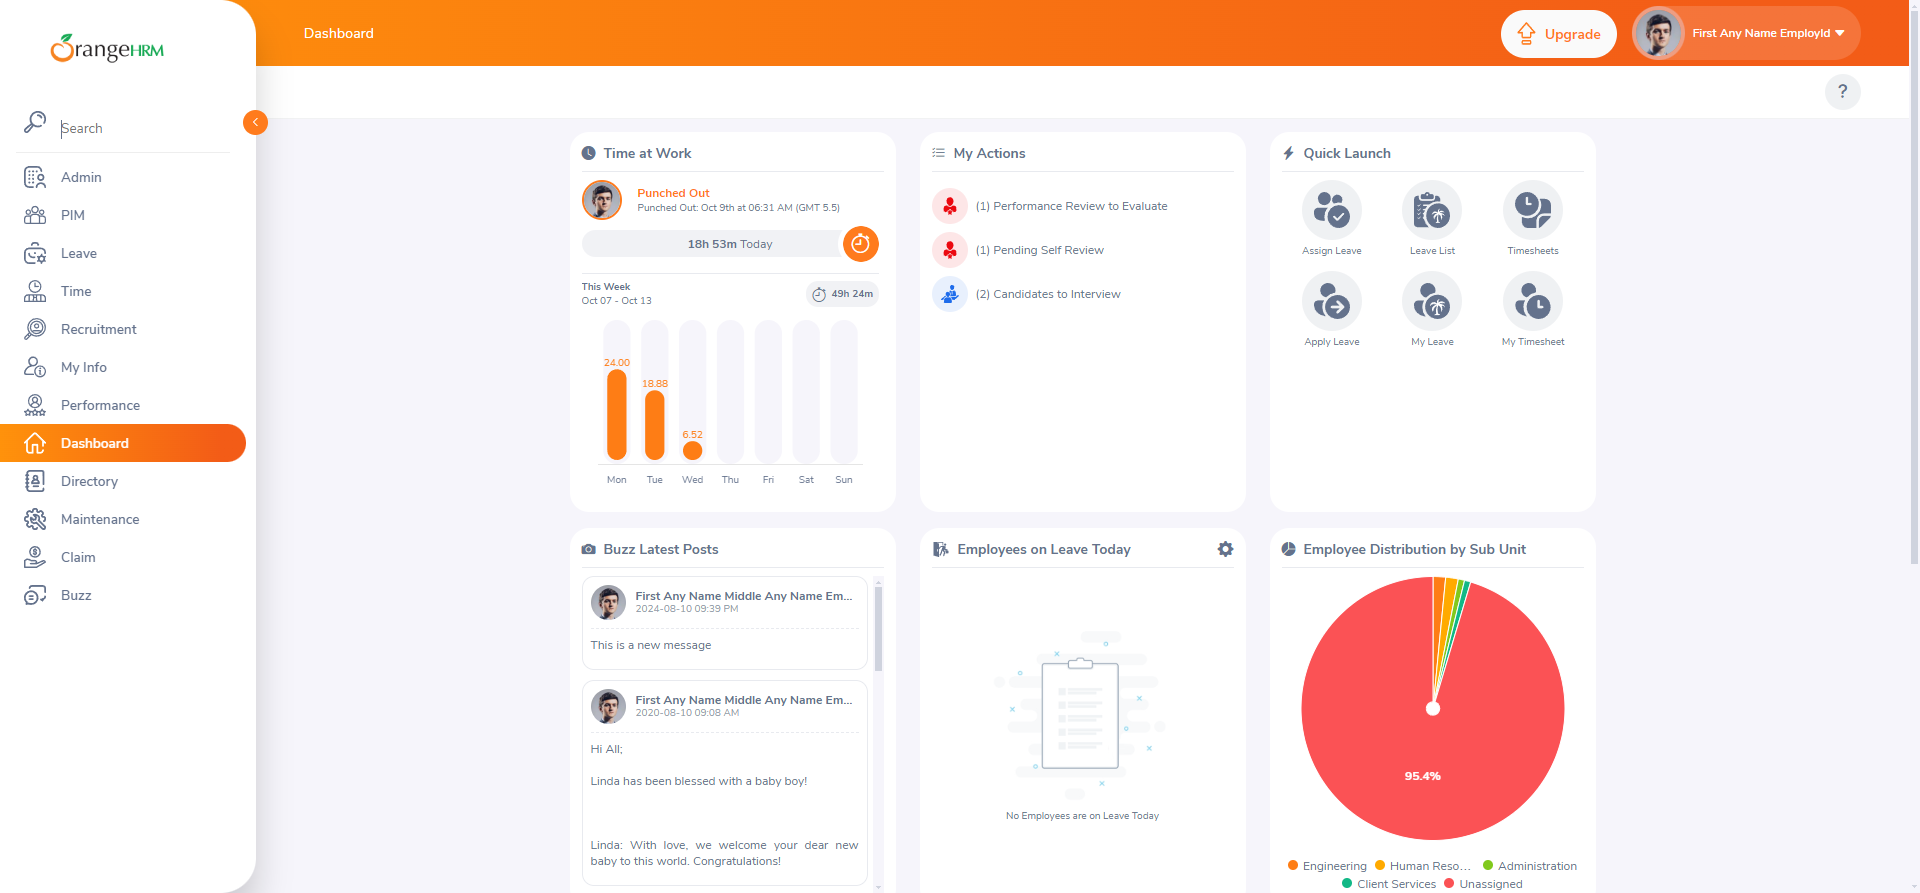 OrangeHRM
Search
Admin
PIM
Leave
Time
Recruitment
My Info
Performance
Dashboard
Directory
Maintenance
Claim
Buzz
Dashboard
Upgrade
First Any Name EmployId
?
Time at Work
Punched Out
Punched Out: Oct 9th at 06:31 AM (GMT 5.5)
18h 53m Today
This Week
Oct 07 - Oct 13
49h 24m
24.00
18.88
6.52
Mon Tue Wed Thu Fri Sat Sun
My Actions
(1) Performance Review to Evaluate
(1) Pending Self Review
(2) Candidates to Interview
Quick Launch
Assign Leave
Leave List
Timesheets
Apply Leave
My Leave
My Timesheet
Buzz Latest Posts
First Any Name Middle Any Name Em...
2024-08-10 09:39 PM
This is a new message
First Any Name Middle Any Name Em...
2020-08-10 09:08 AM
Hi All;
Linda has been blessed with a baby boy!
Linda: With love, we welcome your dear new
baby to this world. Congratulations!
Employees on Leave Today
No Employees are on Leave Today
Employee Distribution by Sub Unit
95.4%
Engineering Human Reso... Administration
Client Services Unassigned